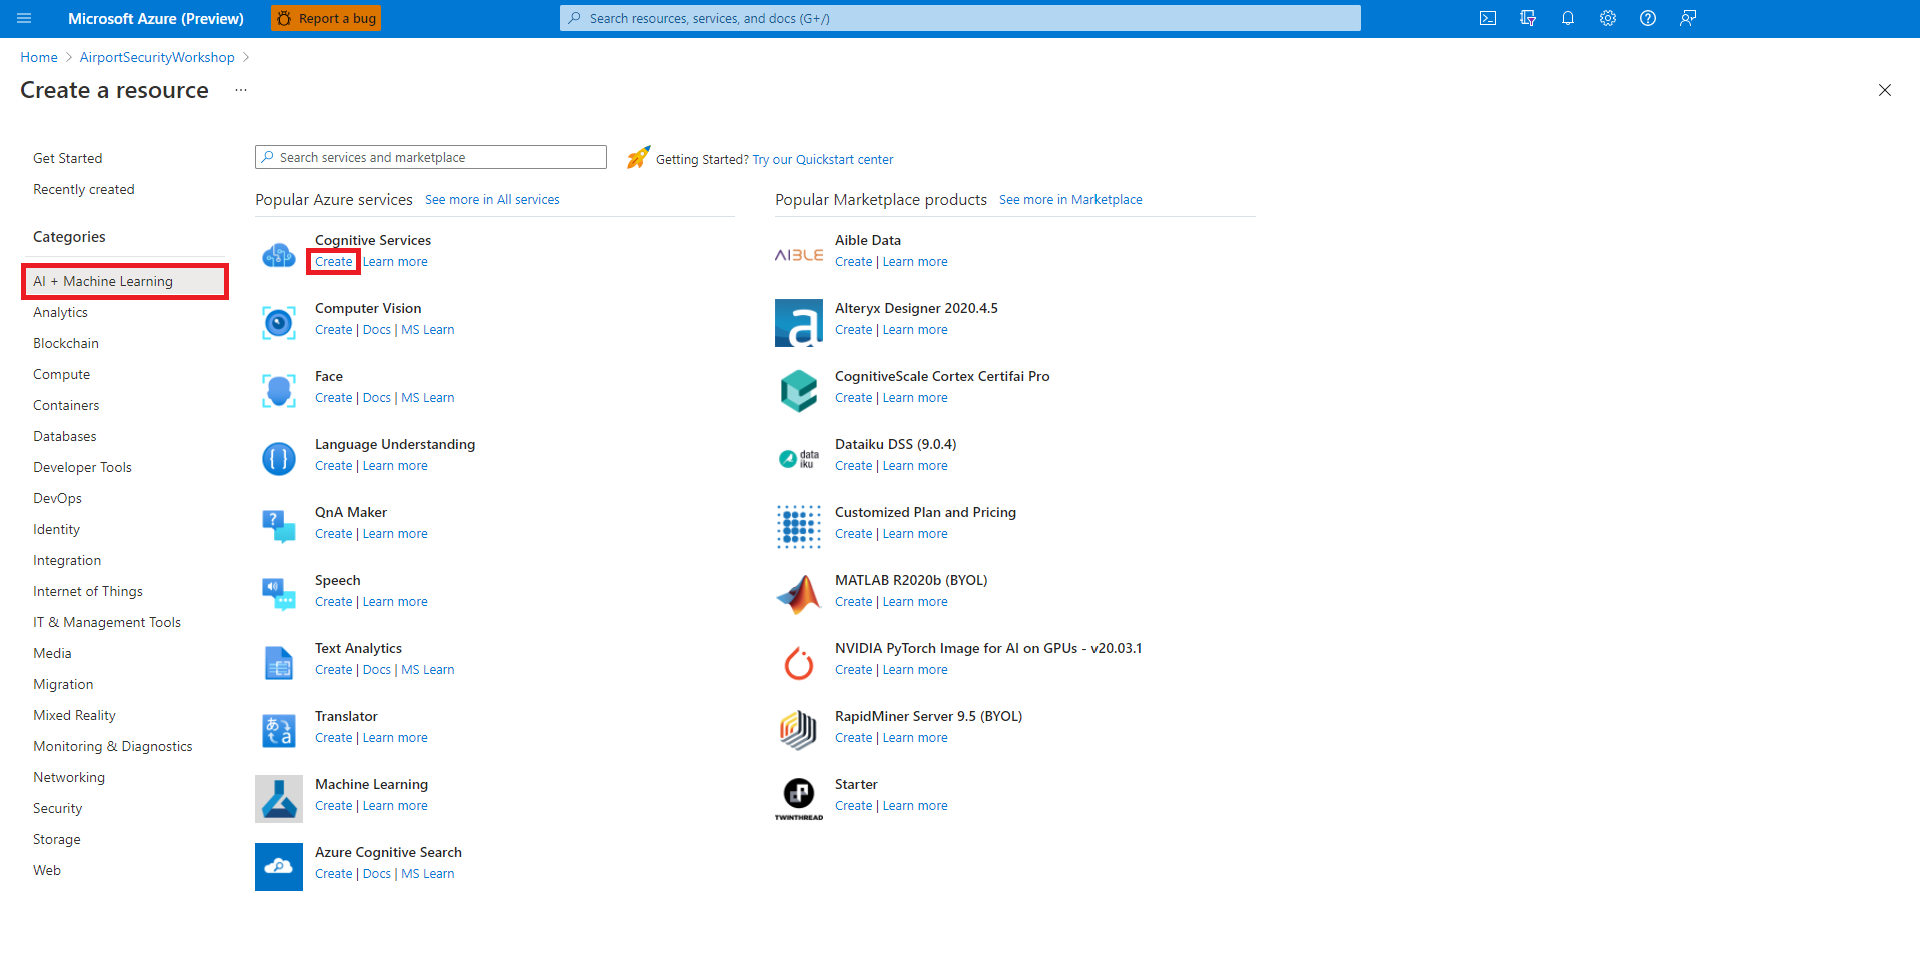 Microsoft Azure (Preview)
Report a bug
Search resources, services, and docs (G+/)
Home > AirportSecurityWorkshop >
Create a resource ...
Get Started
Recently created
Categories
AI + Machine Learning
Analytics
Blockchain
Compute
Containers
Databases
Developer Tools
DevOps
Identity
Integration
Internet of Things
IT & Management Tools
Media
Migration
Mixed Reality
Monitoring & Diagnostics
Networking
Security
Storage
Web
Search services and marketplace
Getting Started? Try our Quickstart center
Popular Azure services See more in All services
Cognitive Services
Create Learn more
Computer Vision
Create | Docs | MS Learn
Face
Create | Docs | MS Learn
Language Understanding
Create | Learn more
QnA Maker
Create | Learn more
Speech
Create | Learn more
Text Analytics
Create | Docs | MS Learn
Translator
Create | Learn more
Machine Learning
Create | Learn more
Azure Cognitive Search
Create | Docs | MS Learn
Popular Marketplace products See more in Marketplace
AIBLE
Aible Data
Create | Learn more
a
Alteryx Designer 2020.4.5
Create | Learn more
CognitiveScale Cortex Certifai Pro
Create | Learn more
data
iku
Dataiku DSS (9.0.4)
Create | Learn more
Customized Plan and Pricing
Create | Learn more
MATLAB R2020b (BYOL)
Create | Learn more
NVIDIA PyTorch Image for AI on GPUs - v20.03.1
Create | Learn more
RapidMiner Server 9.5 (BYOL)
Create | Learn more
TWINTHREAD
Starter
Create | Learn more